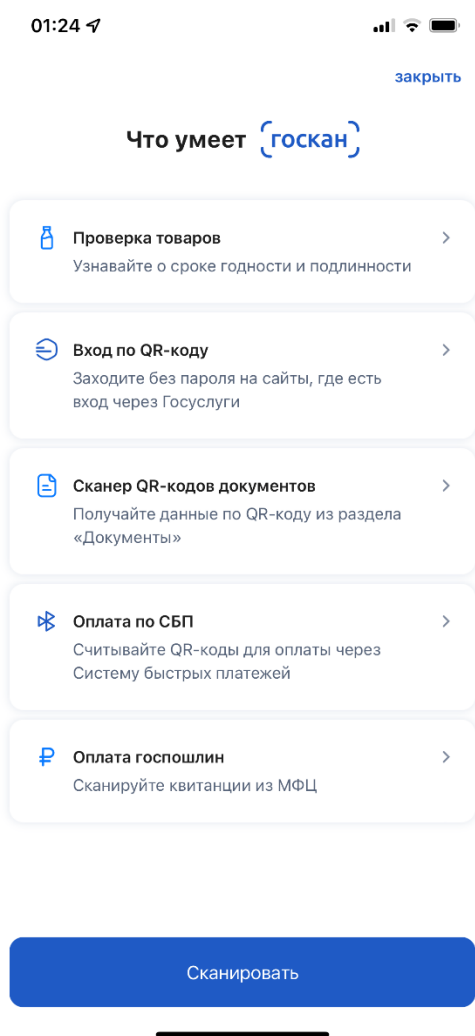 01:24
закрыть
Что умеет госкан
Проверка товаров
Узнавайте о сроке годности и подлинности
Вход по QR-коду
Заходите без пароля на сайты, где есть
вход через Госуслуги
Сканер QR-кодов документов
Получайте данные по QR-коду из раздела
«Документы»
Оплата по СБП
Считывайте QR-коды для оплаты через
Систему быстрых платежей
Оплата госпошлин
Сканируйте квитанции из МФЦ
Сканировать